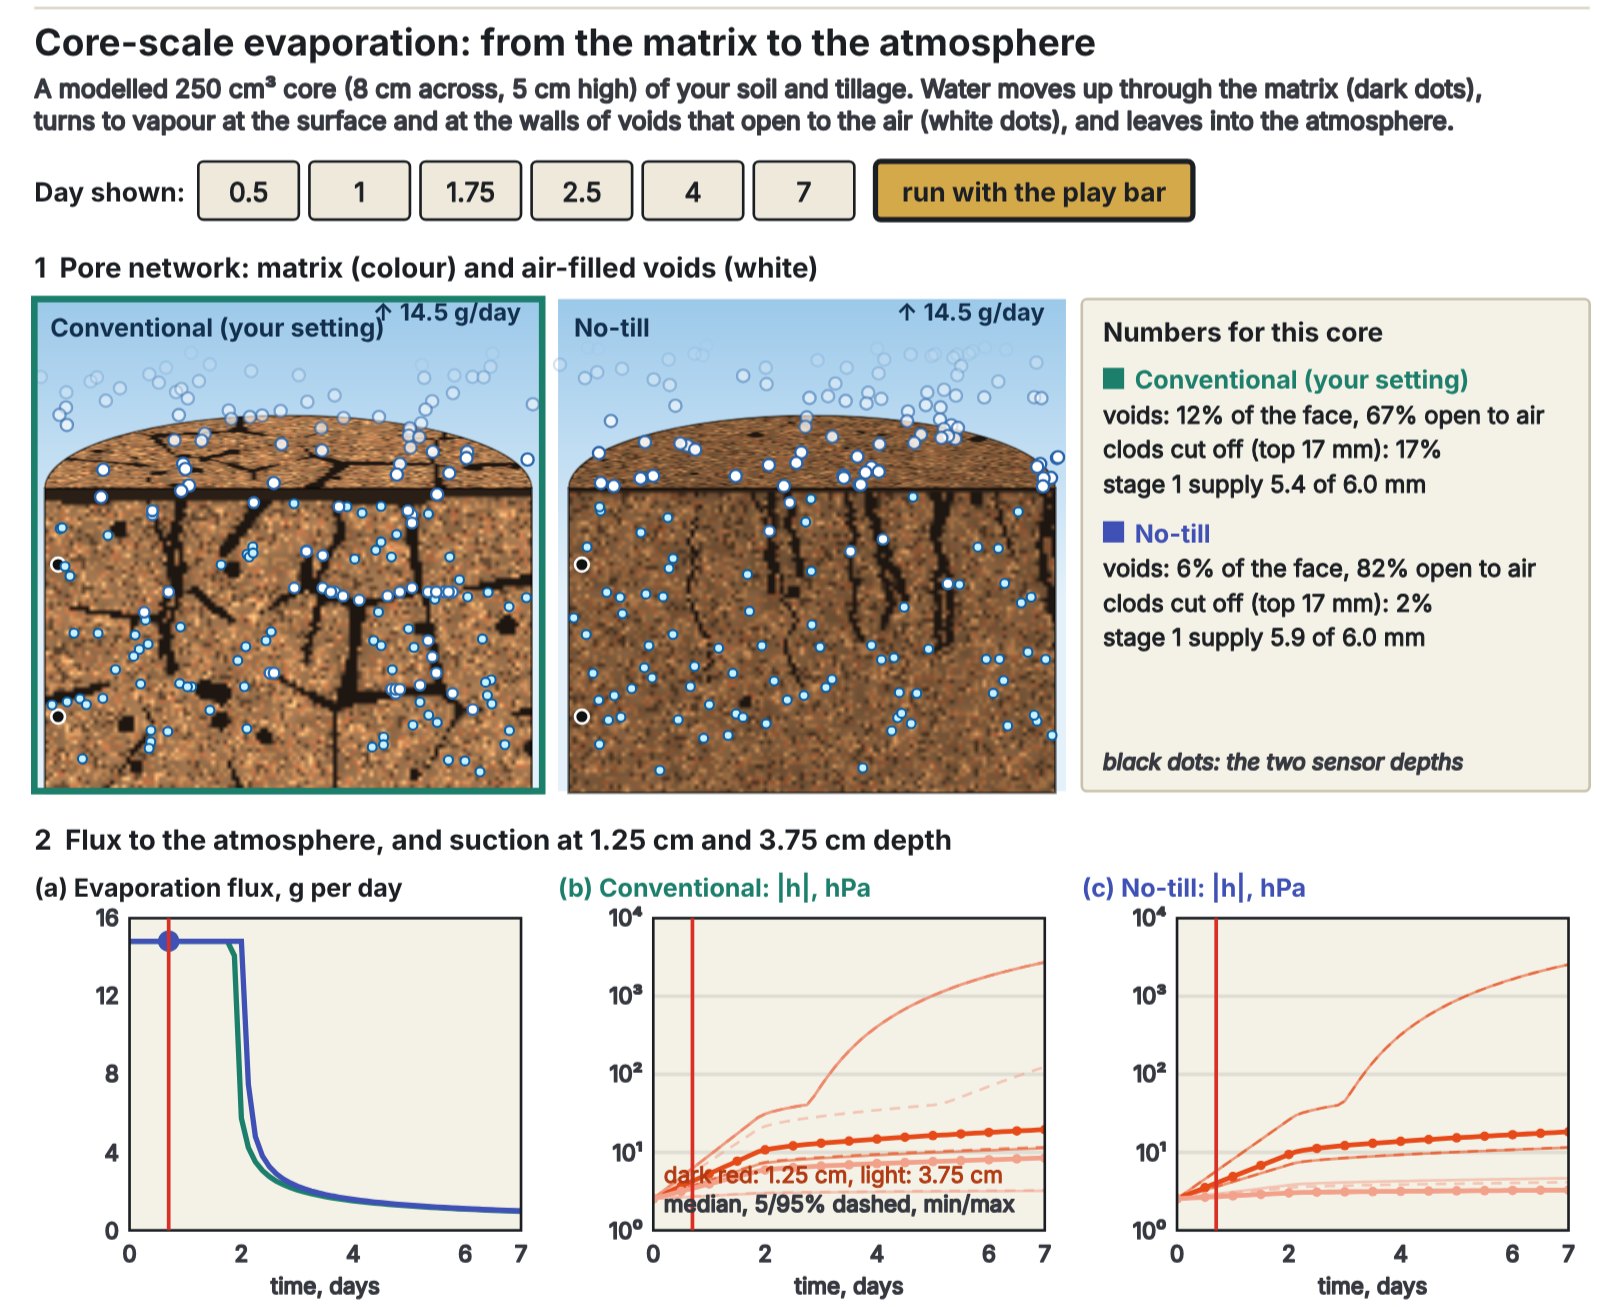 Core-scale evaporation: from the matrix to the atmosphere
A modelled 250 cm³ core (8 cm across, 5 cm high) of your soil and tillage. Water moves up through the matrix (dark dots),
turns to vapour at the surface and at the walls of voids that open to the air (white dots), and leaves into the atmosphere.
Day shown: 0.5 1 1.75 2.5 4 7 run with the play bar
1 Pore network: matrix (colour) and air-filled voids (white)
↑ 14.5 g/day
Conventional (your setting)
↑ 14.5 g/day
No-till
Numbers for this core
Conventional (your setting)
voids: 12% of the face, 67% open to air
clods cut off (top 17 mm): 17%
stage 1 supply 5.4 of 6.0 mm
No-till
voids: 6% of the face, 82% open to air
clods cut off (top 17 mm): 2%
stage 1 supply 5.9 of 6.0 mm
black dots: the two sensor depths
2 Flux to the atmosphere, and suction at 1.25 cm and 3.75 cm depth
(a) Evaporation flux, g per day
16
12
8
4
0
0 2 4 6 7
time, days
(b) Conventional: |h|, hPa
10⁴
10³
10²
10¹
10⁰
dark red: 1.25 cm, light: 3.75 cm
median, 5/95% dashed, min/max
0 2 4 6 7
time, days
(c) No-till: |h|, hPa
10⁴
10³
10²
10¹
10⁰
0 2 4 6 7
time, days